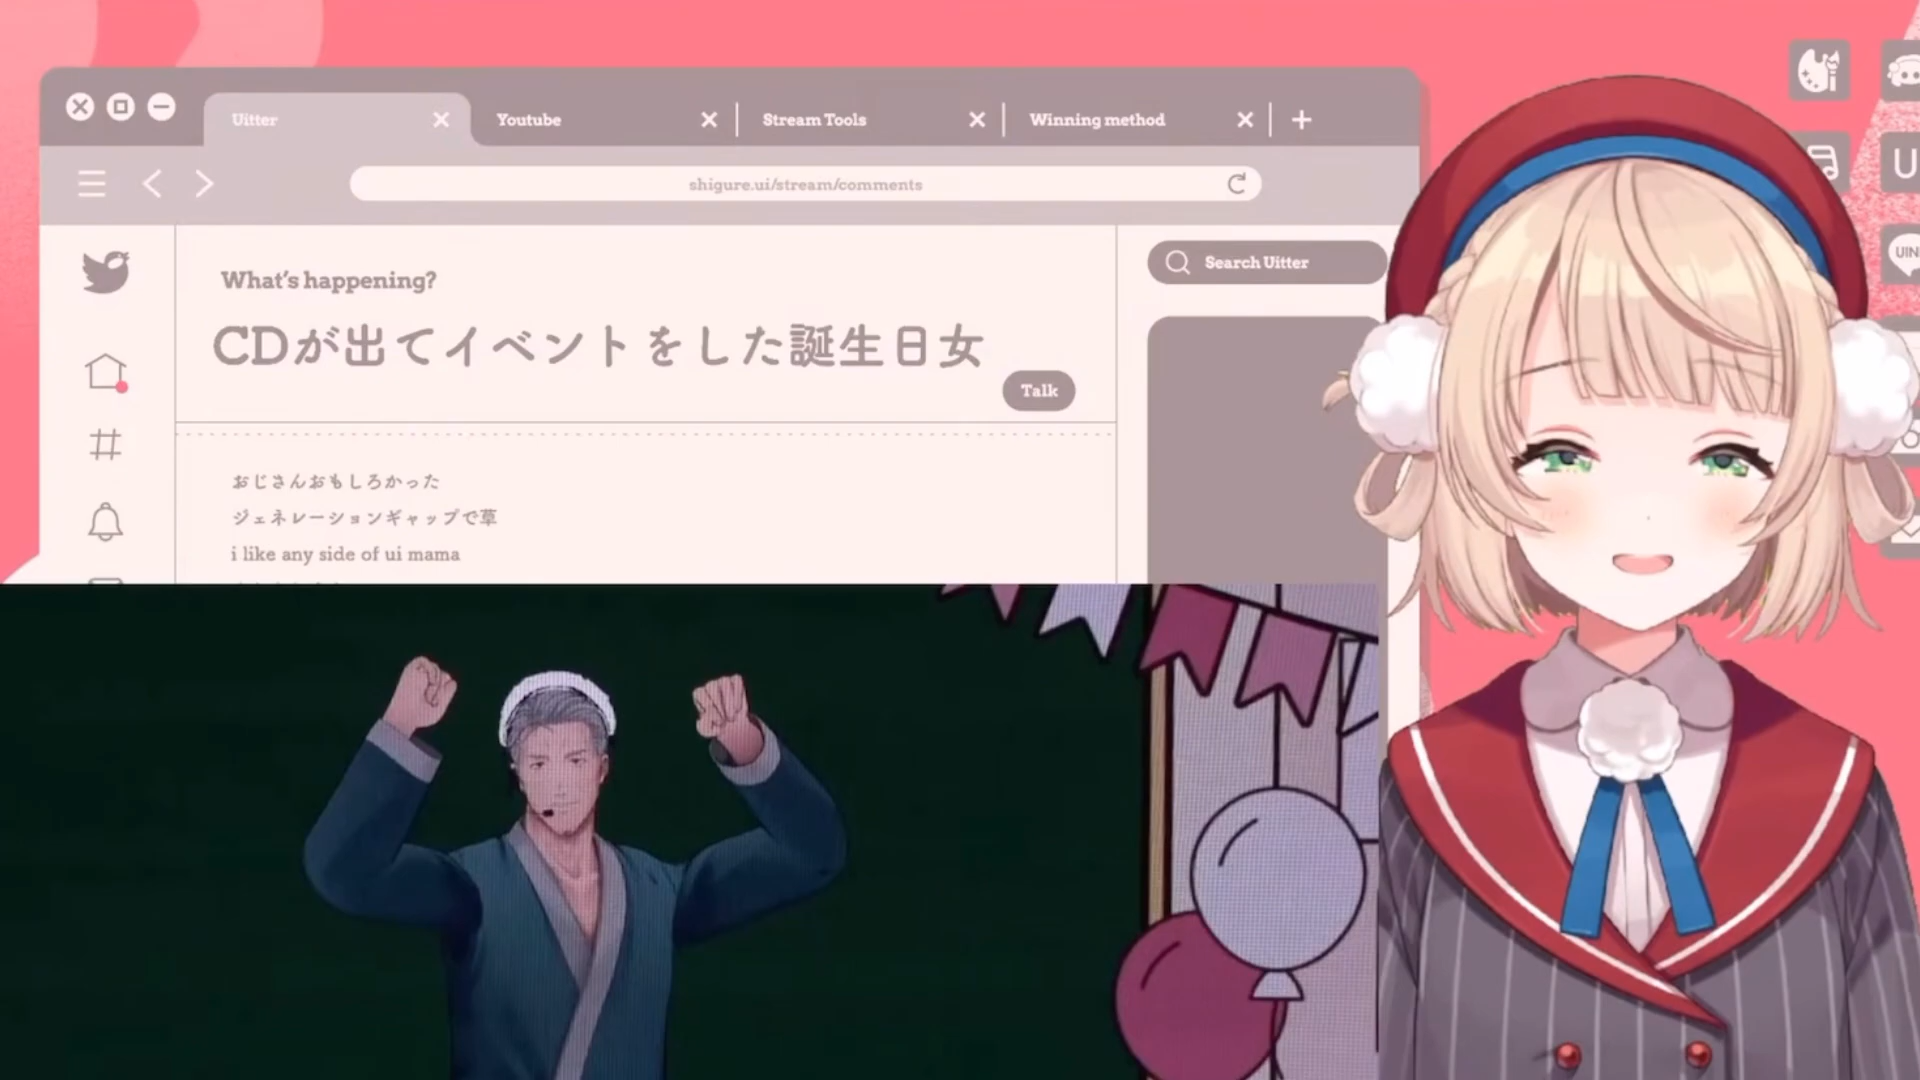 Uitter
Youtube
Stream Tools
Winning method
shigure.ui/stream/comments
What's happening?
Search Uitter
CDが出てイベントをした誕生日女
Talk
おじさんおもしろかった
ジェネレーションギャップで草
i like any side of ui mama